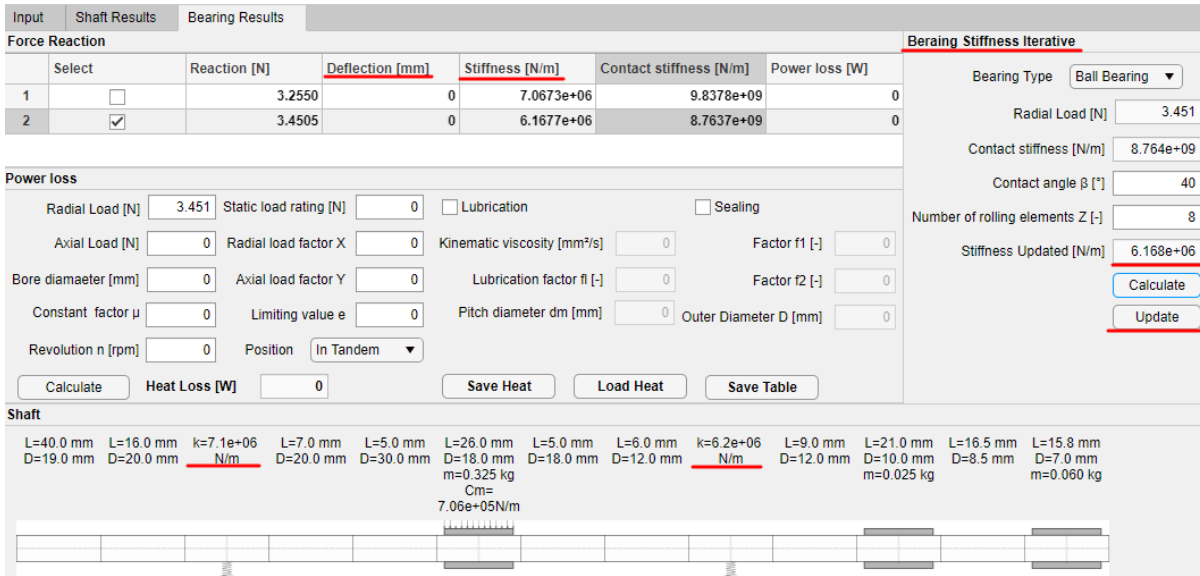 Input Shaft Results Bearing Results
Force Reaction
Select Reaction [N] Deflection [mm] Stiffness [N/m] Contact stiffness [N/m] Power loss [W]
1 3.2550 0 7.0673e+06 9.8378e+09 0
2 3.4505 0 6.1677e+06 8.7637e+09 0
Beraing Stiffness Iterative
Bearing Type Ball Bearing
Radial Load [N] 3.451
Contact stiffness [N/m] 8.764e+09
Contact angle β [°] 40
Number of rolling elements Z [-] 8
Stiffness Updated [N/m] 6.168e+06
Calculate
Update
Power loss
Radial Load [N] 3.451 Static load rating [N] 0 Lubrication Sealing
Axial Load [N] 0 Radial load factor X 0 Kinematic viscosity [mm²/s] 0 Factor f1 [-] 0
Bore diamaeter [mm] 0 Axial load factor Y 0 Lubrication factor fl [-] 0 Factor f2 [-] 0
Constant factor μ 0 Limiting value e 0 Pitch diameter dm [mm] 0 Outer Diameter D [mm] 0
Revolution n [rpm] 0 Position In Tandem
Calculate Heat Loss [W] 0 Save Heat Load Heat Save Table
Shaft
L=40.0 mm L=16.0 mm k=7.1e+06 L=7.0 mm L=5.0 mm L=26.0 mm L=5.0 mm L=6.0 mm k=6.2e+06 L=9.0 mm L=21.0 mm L=16.5 mm L=15.8 mm
D=19.0 mm D=20.0 mm N/m D=20.0 mm D=30.0 mm D=18.0 mm D=18.0 mm D=12.0 mm N/m D=12.0 mm D=10.0 mm D=8.5 mm D=7.0 mm
m=0.325 kg m=0.025 kg m=0.060 kg
Cm=
7.06e+05N/m